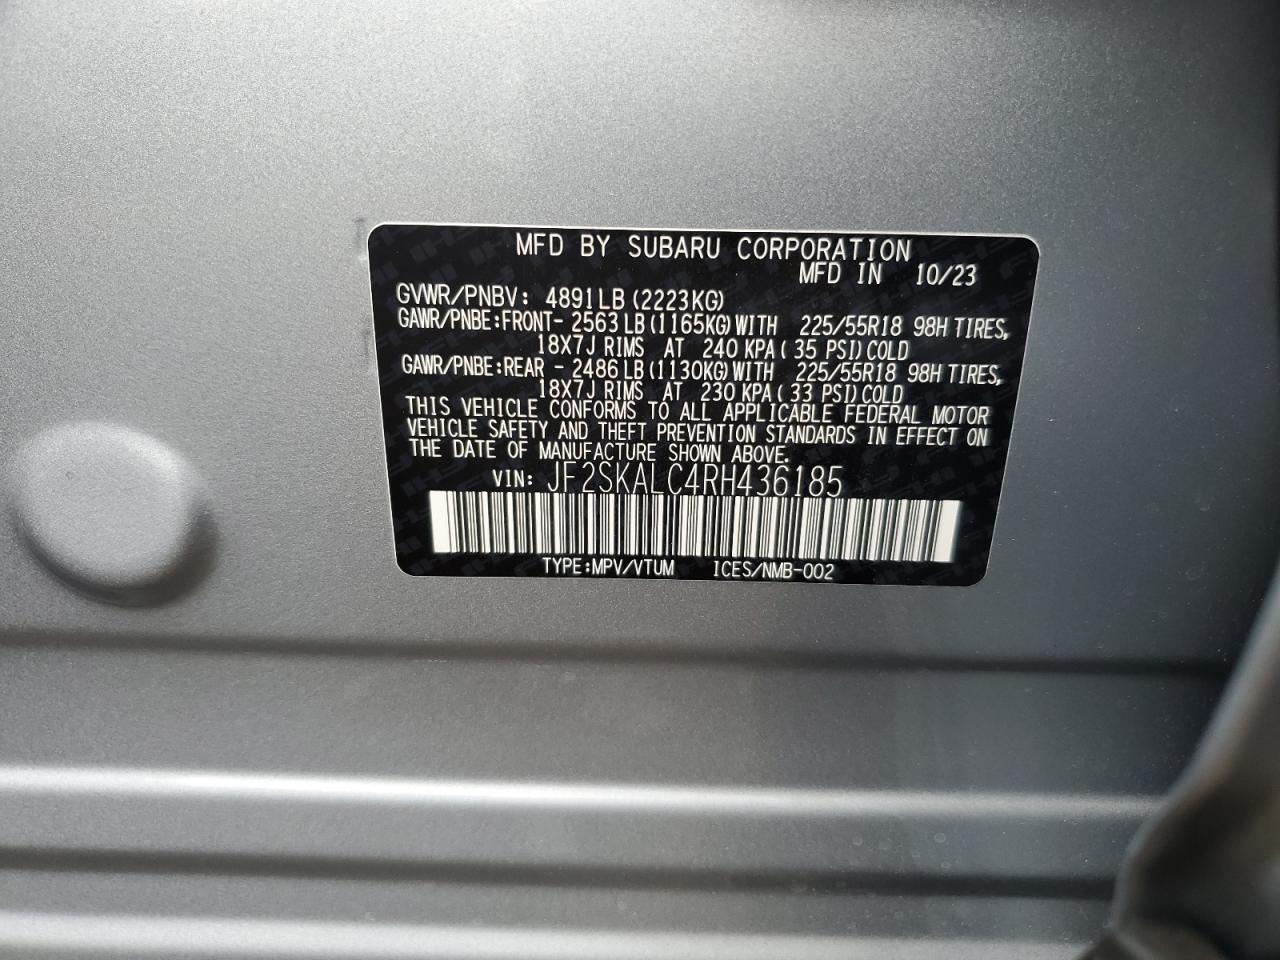 MFD BY SUBARU CORPORATION
MFD IN 10/23
GVWR/PNBV: 4891LB(2223KG)
GAWR/PNBE:FRONT- 2563LB(1165KG)WITH 225/55R18 98H TIRES,
18X7J RIMS AT 240 KPA( 35 PSI)COLD
GAWR/PNBE:REAR - 2486LB(1130KG)WITH 225/55R18 98H TIRES,
18X7J RIMS AT 230 KPA( 33 PSI)COLD
THIS VEHICLE CONFORMS TO ALL APPLICABLE FEDERAL MOTOR
VEHICLE SAFETY AND THEFT PREVENTION STANDARDS IN EFFECT ON
THE DATE OF MANUFACTURE SHOWN ABOVE.
VIN: JF2SKALC4RH436185
TYPE:MPV/VTUM ICES/NMB-002